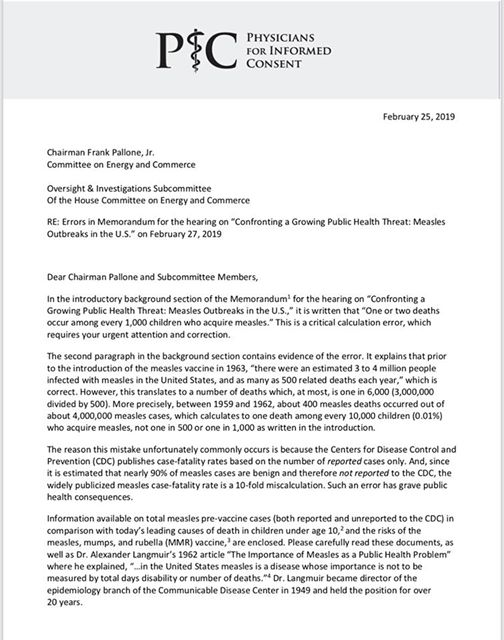 PIC PHYSICIANS
FOR INFORMED
CONSENT
February 25, 2019
Chairman Frank Pallone, Jr.
Committee on Energy and Commerce
Oversight & Investigations Subcommittee
Of the House Committee on Energy and Commerce
RE: Errors in Memorandum for the hearing on “Confronting a Growing Public Health Threat: Measles
Outbreaks in the U.S.” on February 27, 2019
Dear Chairman Pallone and Subcommittee Members,
In the introductory background section of the Memorandum1 for the hearing on “Confronting a
Growing Public Health Threat: Measles Outbreaks in the U.S.,” it is written that “One or two deaths
occur among every 1,000 children who acquire measles.” This is a critical calculation error, which
requires your urgent attention and correction.
The second paragraph in the background section contains evidence of the error. It explains that prior
to the introduction of the measles vaccine in 1963, “there were an estimated 3 to 4 million people
infected with measles in the United States, and as many as 500 related deaths each year,” which is
correct. However, this translates to a number of deaths which, at most, is one in 6,000 (3,000,000
divided by 500). More precisely, between 1959 and 1962, about 400 measles deaths occurred out of
about 4,000,000 measles cases, which calculates to one death among every 10,000 children (0.01%)
who acquire measles, not one in 500 or one in 1,000 as written in the introduction.
The reason this mistake unfortunately commonly occurs is because the Centers for Disease Control and
Prevention (CDC) publishes case-fatality rates based on the number of reported cases only. And, since
it is estimated that nearly 90% of measles cases are benign and therefore not reported to the CDC, the
widely publicized measles case-fatality rate is a 10-fold miscalculation. Such an error has grave public
health consequences.
Information available on total measles pre-vaccine cases (both reported and unreported to the CDC) in
comparison with today’s leading causes of death in children under age 10,2 and the risks of the
measles, mumps, and rubella (MMR) vaccine,3 are enclosed. Please carefully read these documents, as
well as Dr. Alexander Langmuir’s 1962 article “The Importance of Measles as a Public Health Problem”
where he explained, “…in the United States measles is a disease whose importance is not to be
measured by total days disability or number of deaths.”4 Dr. Langmuir became director of the
epidemiology branch of the Communicable Disease Center in 1949 and held the position for over
20 years.